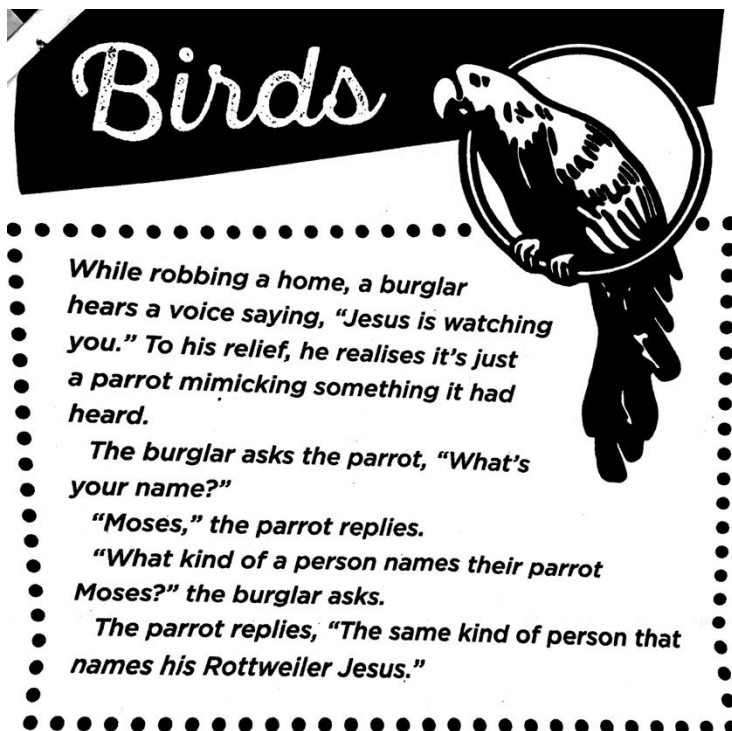 Birds
While robbing a home, a burglar
hears a voice saying, “Jesus is watching
you.” To his relief, he realises it’s just
a parrot mimicking something it had
heard.
The burglar asks the parrot, “What’s
your name?”
“Moses,” the parrot replies.
“What kind of a person names their parrot
Moses?” the burglar asks.
The parrot replies, “The same kind of person that
names his Rottweiler Jesus.”